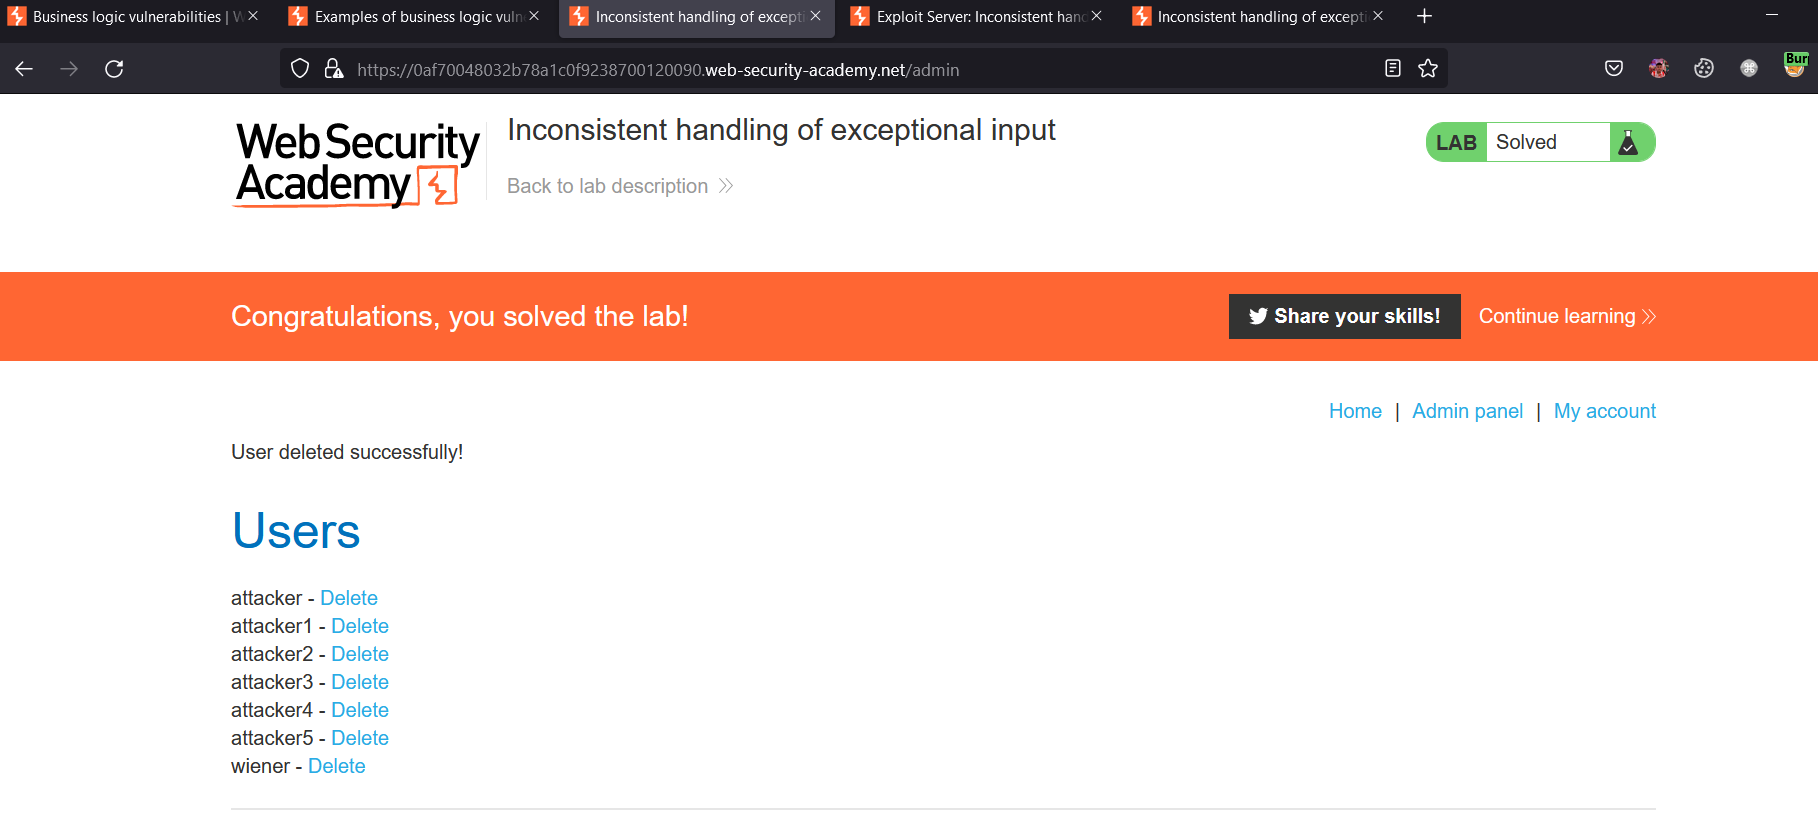 Business logic vulnerabilities | W
Examples of business logic vuln
Inconsistent handling of excepti
Exploit Server: Inconsistent hand
Inconsistent handling of excepti
https://0af70048032b78a1c0f9238700120090.web-security-academy.net/admin
Bur
Web Security
Academy
Inconsistent handling of exceptional input
Back to lab description
LAB Solved
Congratulations, you solved the lab!
Share your skills!
Continue learning
Home | Admin panel | My account
User deleted successfully!
Users
attacker - Delete
attacker1 - Delete
attacker2 - Delete
attacker3 - Delete
attacker4 - Delete
attacker5 - Delete
wiener - Delete